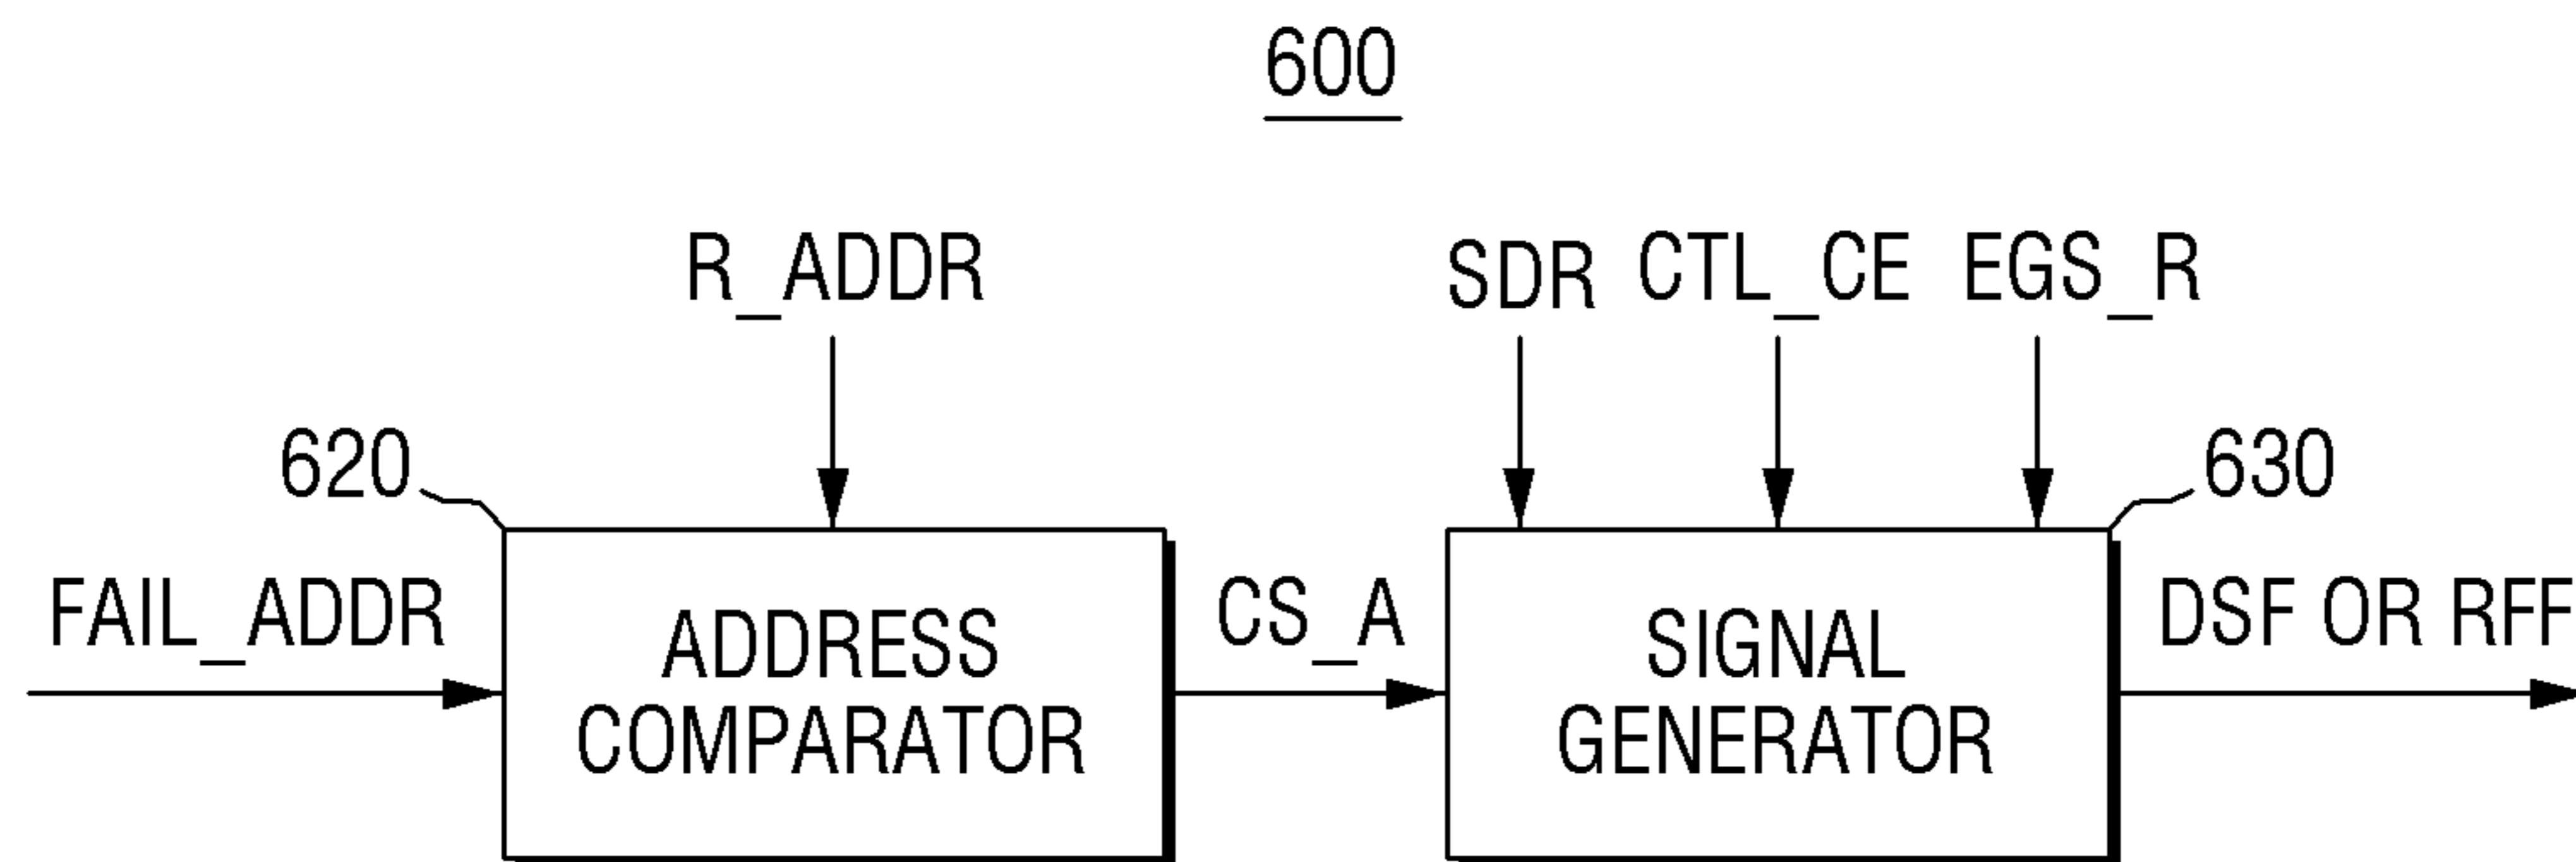 600
R_ADDR
SDR CTL_CE EGS_R
620
630
FAIL_ADDR
ADDRESS
COMPARATOR
CS_A
SIGNAL
GENERATOR
DSF OR RFF